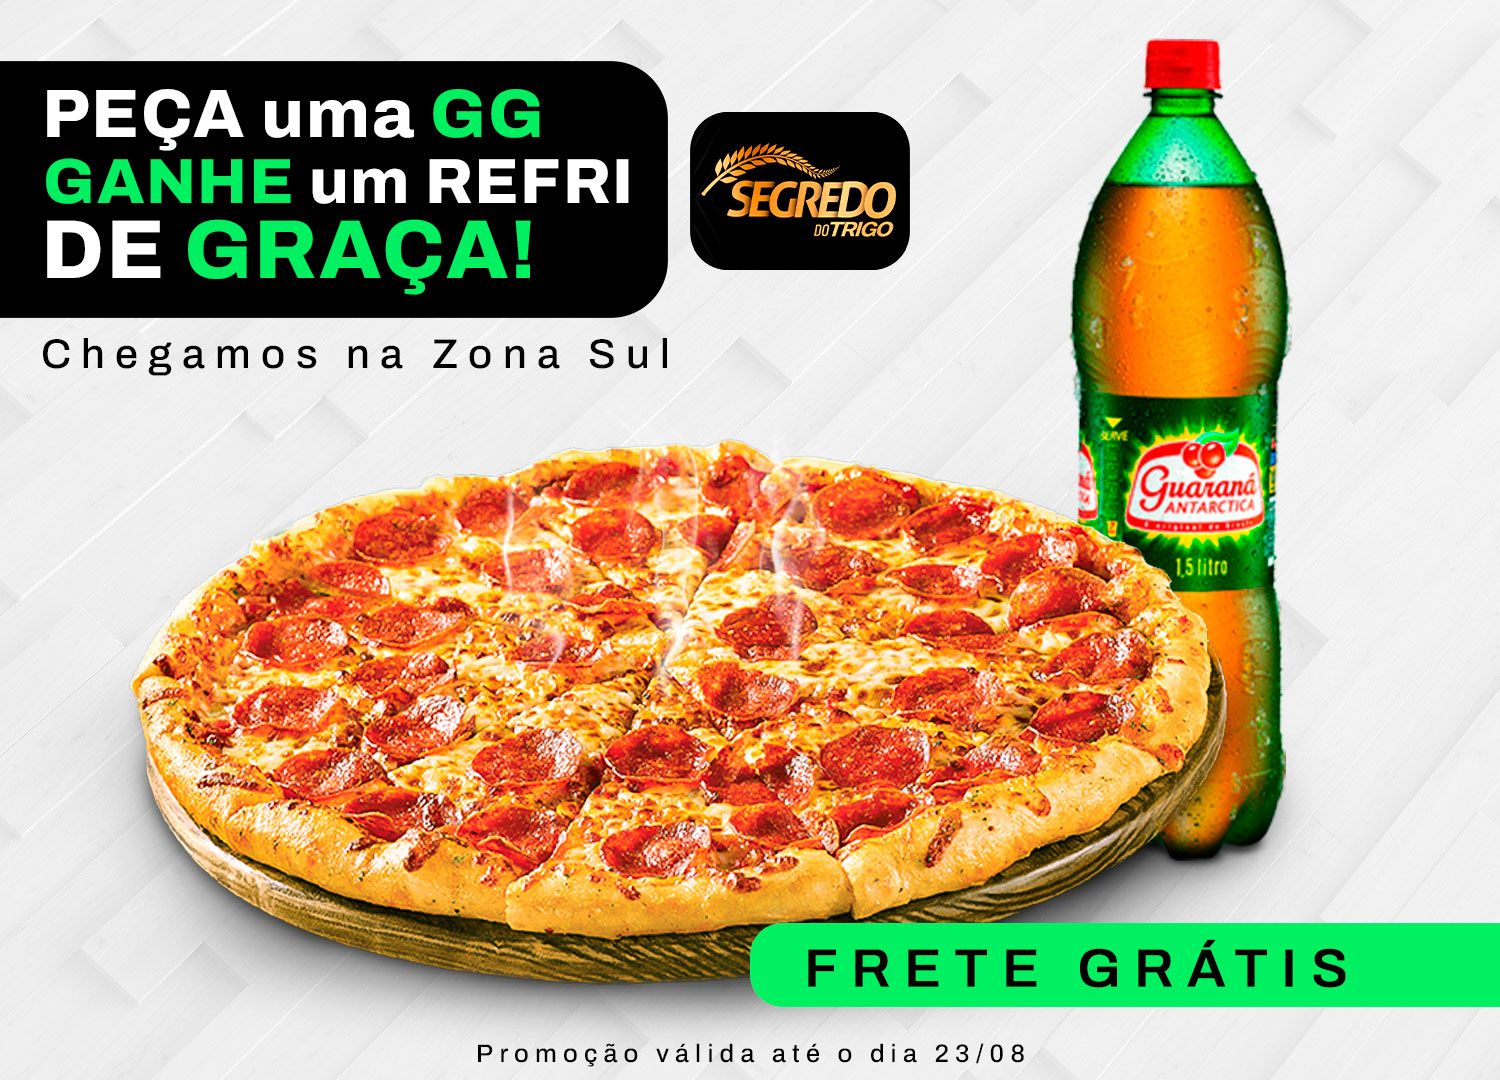 PEÇA uma GG
GANHE um REFRI
DE GRAÇA!
SEGREDO
DO TRIGO
Chegamos na Zona Sul
Guaraná
ANTARCTICA
1,5 litro
FRETE GRÁTIS
Promoção válida até o dia 23/08